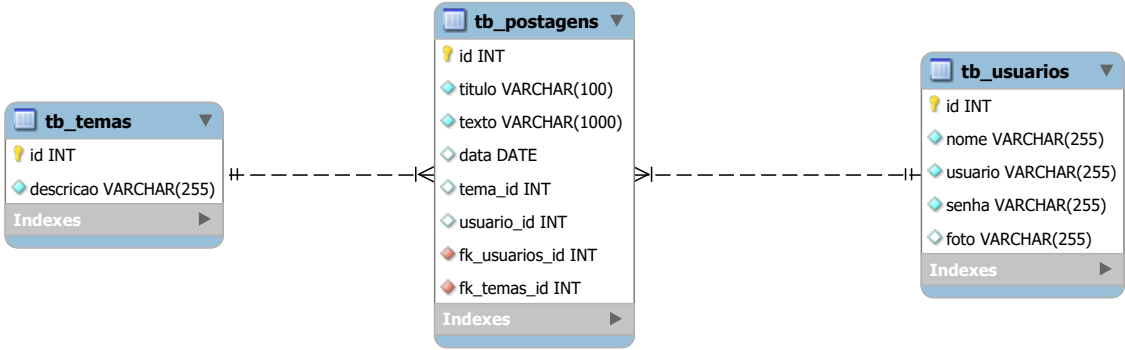 tb_temas
id INT
descricao VARCHAR(255)
Indexes
tb_postagens
id INT
titulo VARCHAR(100)
texto VARCHAR(1000)
data DATE
tema_id INT
usuario_id INT
fk_usuarios_id INT
fk_temas_id INT
Indexes
tb_usuarios
id INT
nome VARCHAR(255)
usuario VARCHAR(255)
senha VARCHAR(255)
foto VARCHAR(255)
Indexes